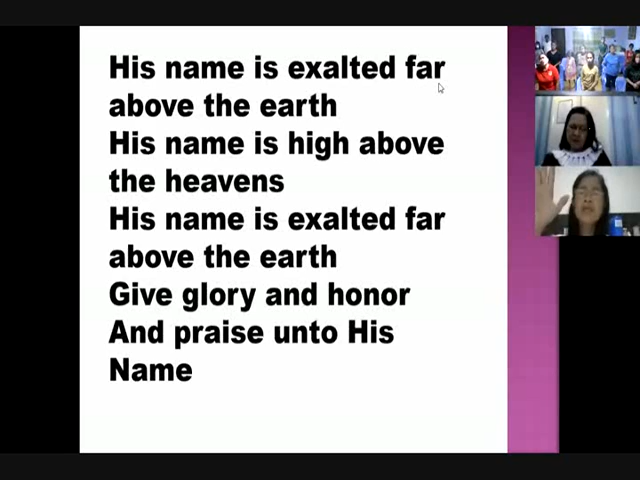 His name is exalted far
above the earth
His name is high above
the heavens
His name is exalted far
above the earth
Give glory and honor
And praise unto His
Name